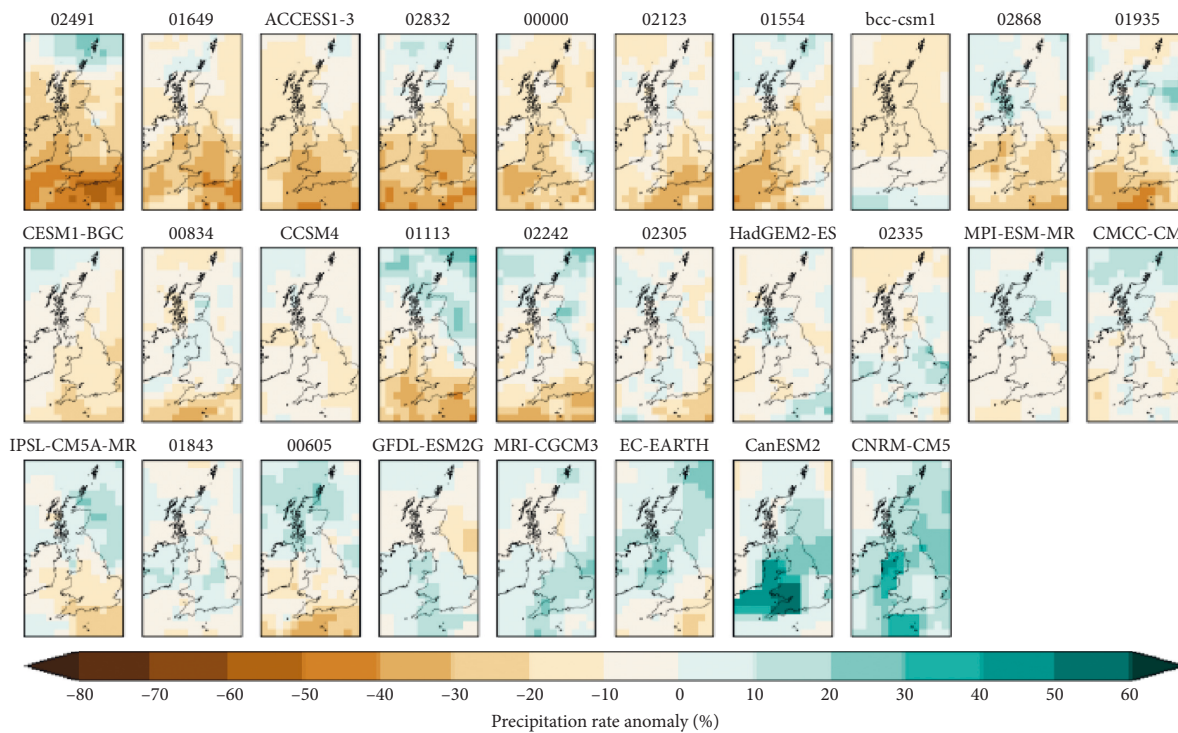 02491 01649 ACCESS1-3 02832 00000 02123 01554 bcc-csm1 02868 01935
CESM1-BGC 00834 CCSM4 01113 02242 02305 HadGEM2-ES 02335 MPI-ESM-MR CMCC-CM
IPSL-CM5A-MR 01843 00605 GFDL-ESM2G MRI-CGCM3 EC-EARTH CanESM2 CNRM-CM5
–80 –70 –60 –50 –40 –30 –20 –10 0 10 20 30 40 50 60
Precipitation rate anomaly (%)